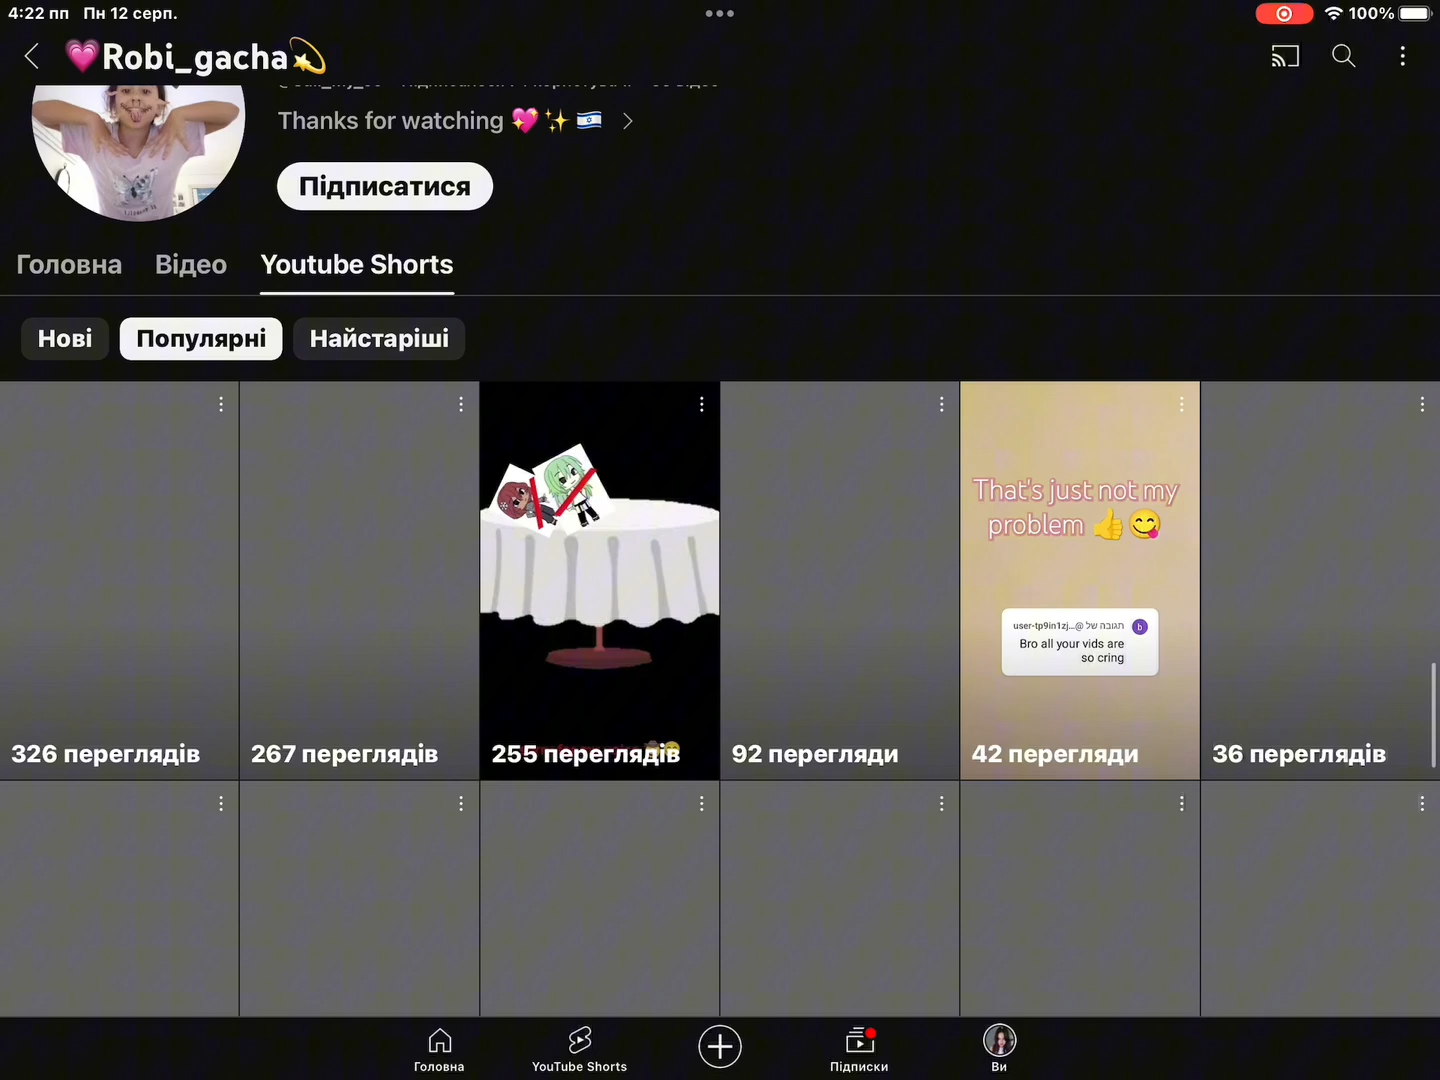 4:22 пп Пн 12 серп.
100%
💗Robi_gacha💫
Thanks for watching 💖✨🇮🇱
Підписатися
Головна Відео Youtube Shorts
Нові Популярні Найстаріші
That's just not my
problem 👍😋
תגובה של @user-tp9in1zj...
Bro all your vids are
so cring
326 переглядів 267 переглядів 255 переглядів 92 перегляди 42 перегляди 36 переглядів
Головна YouTube Shorts Підписки Ви